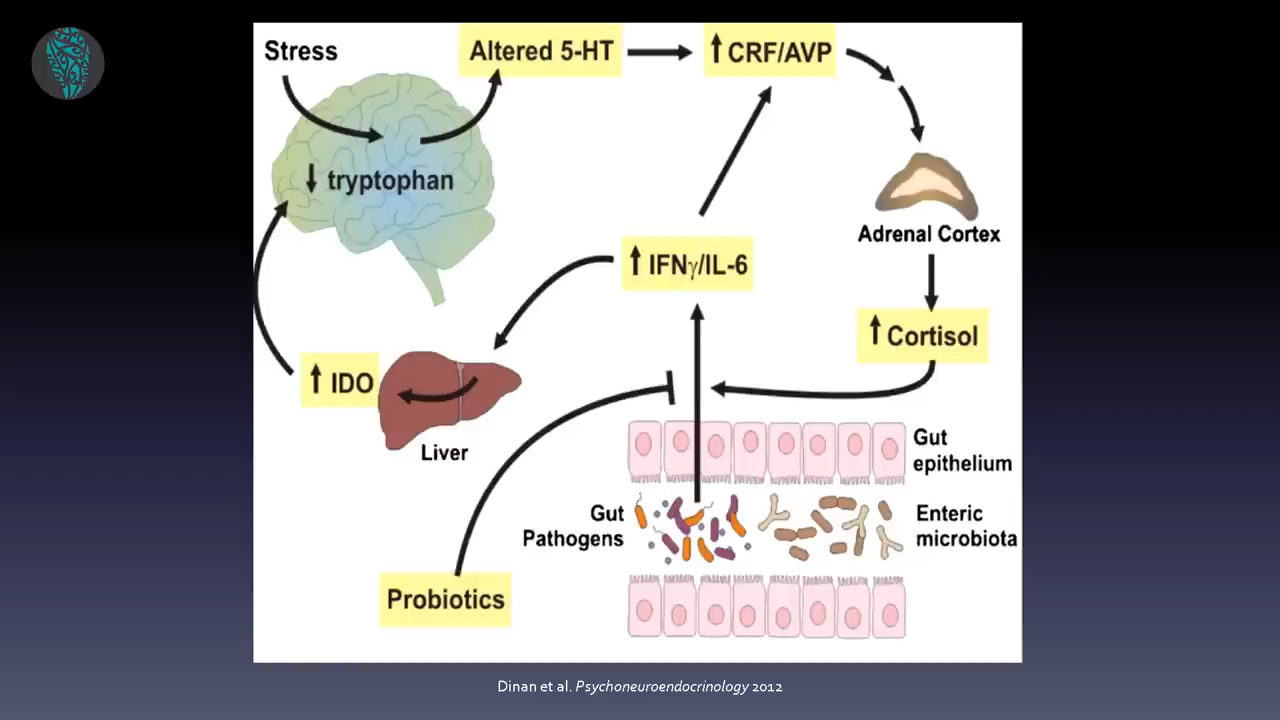 Stress
Altered 5-HT
↑ CRF/AVP
↓ tryptophan
Adrenal Cortex
↑ IFNγ/IL-6
↑ Cortisol
↑ IDO
Liver
Gut
epithelium
Gut
Pathogens
Enteric
microbiota
Probiotics
Dinan et al. Psychoneuroendocrinology 2012